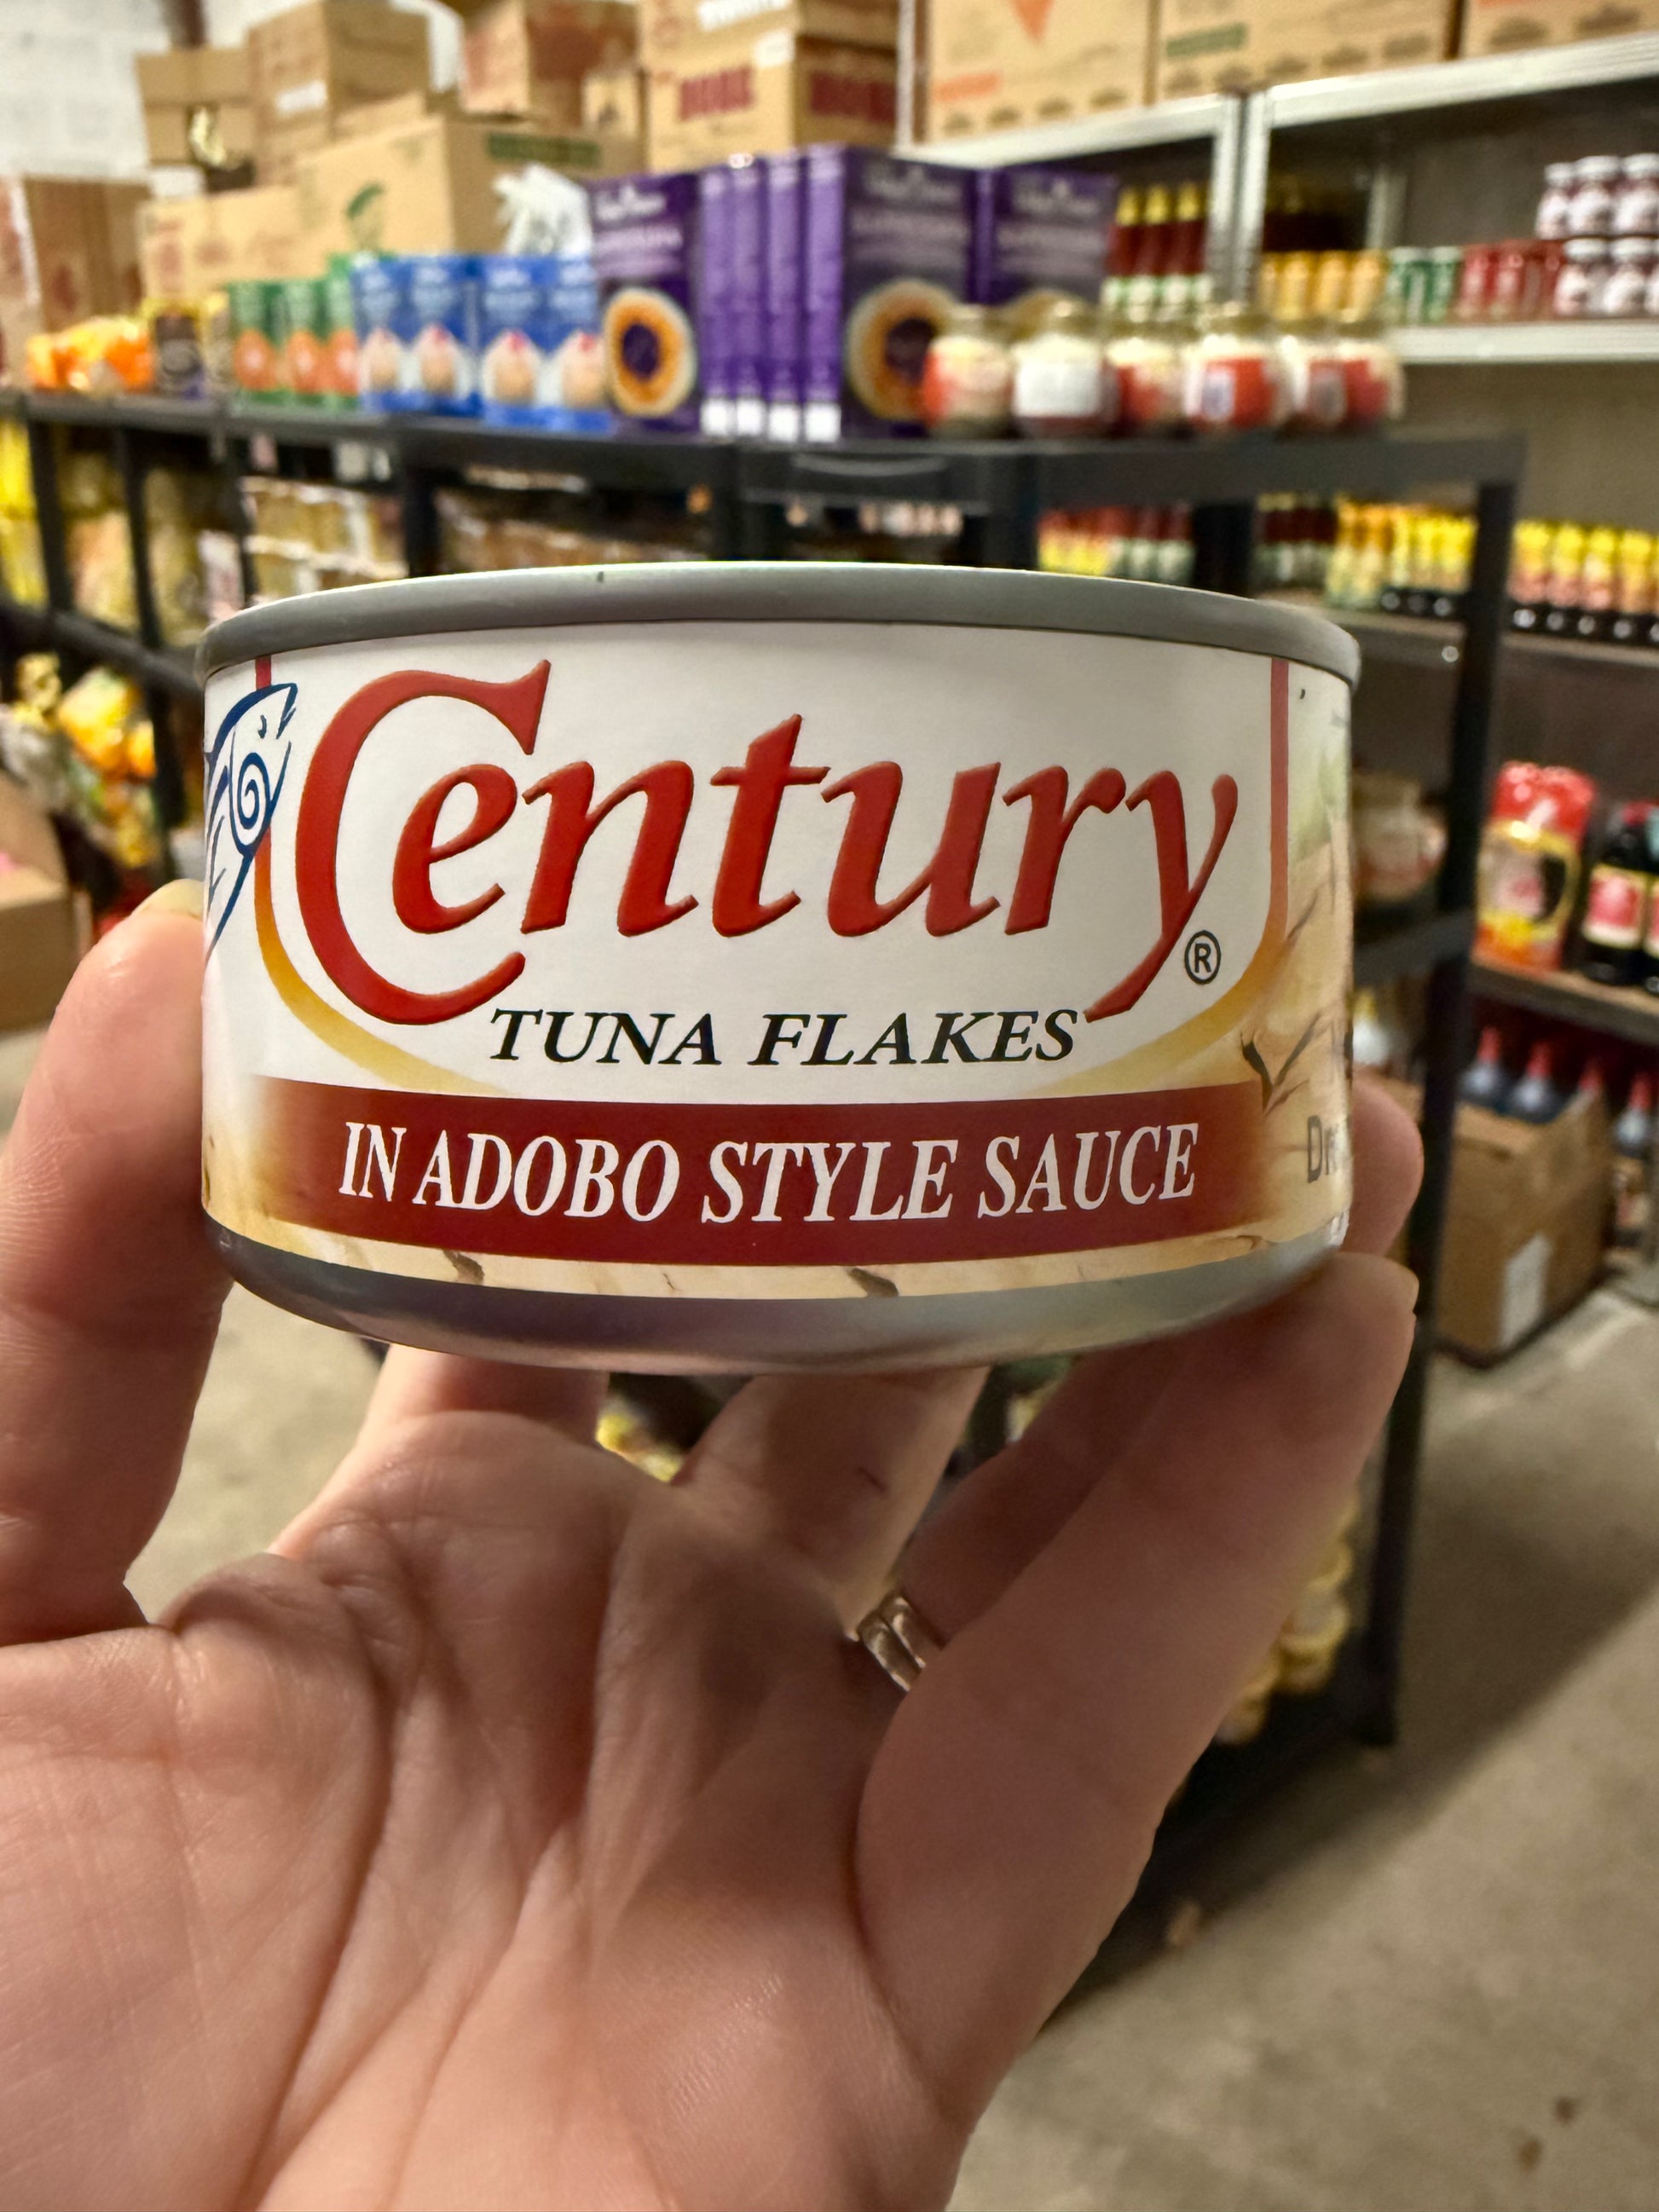 Century®
TUNA FLAKES
IN ADOBO STYLE SAUCE